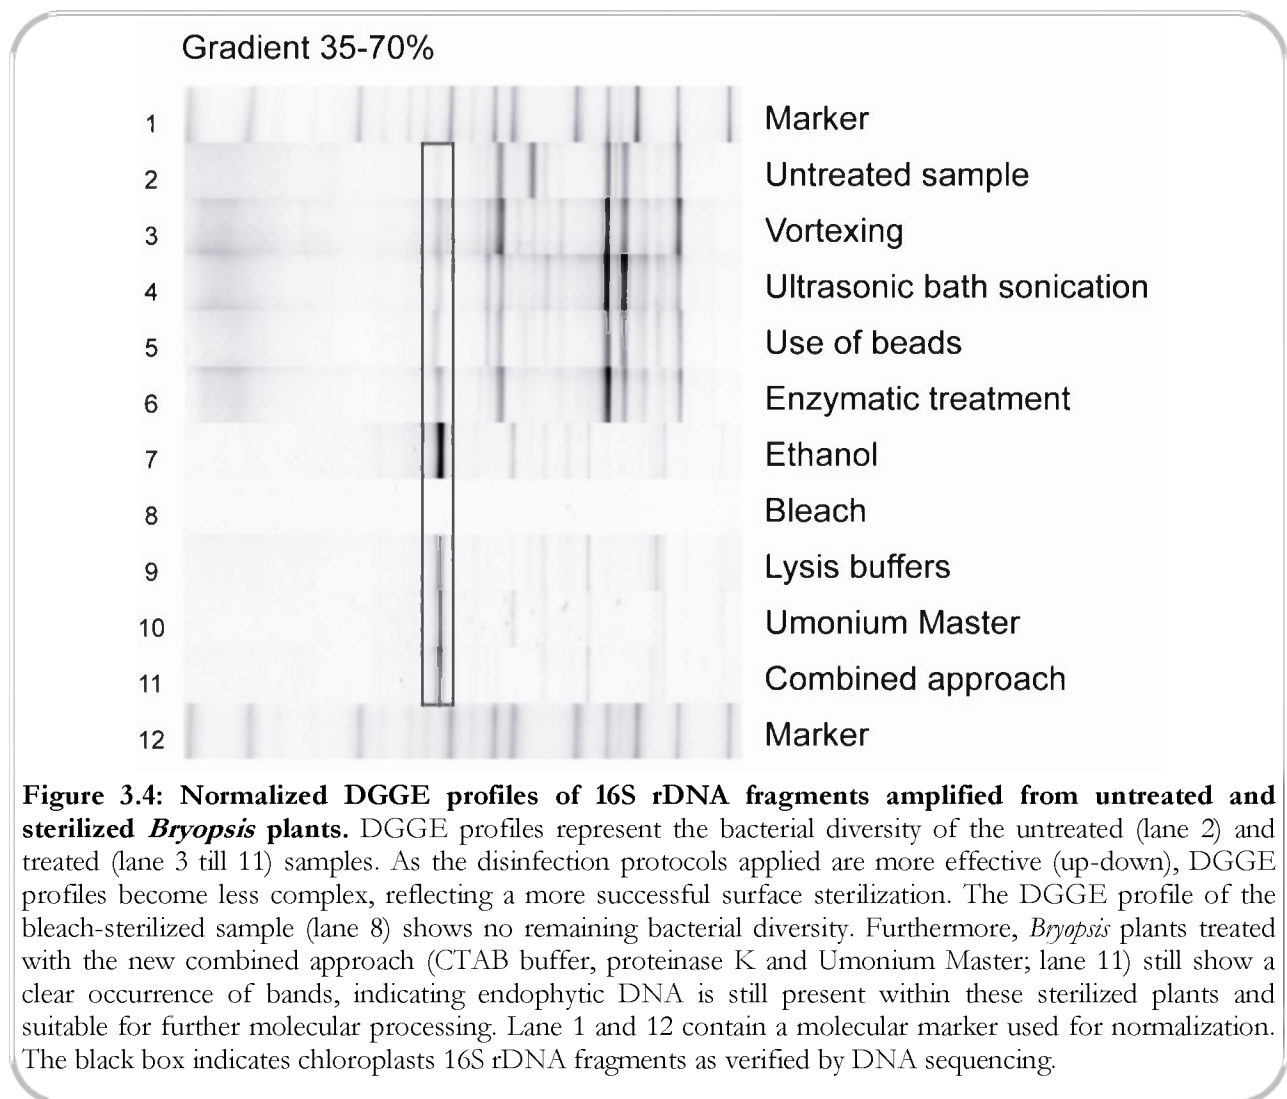 Gradient 35-70%
1 Marker
2 Untreated sample
3 Vortexing
4 Ultrasonic bath sonication
5 Use of beads
6 Enzymatic treatment
7 Ethanol
8 Bleach
9 Lysis buffers
10 Umonium Master
11 Combined approach
12 Marker
Figure 3.4: Normalized DGGE profiles of 16S rDNA fragments amplified from untreated and
sterilized Bryopsis plants. DGGE profiles represent the bacterial diversity of the untreated (lane 2) and
treated (lane 3 till 11) samples. As the disinfection protocols applied are more effective (up-down), DGGE
profiles become less complex, reflecting a more successful surface sterilization. The DGGE profile of the
bleach-sterilized sample (lane 8) shows no remaining bacterial diversity. Furthermore, Bryopsis plants treated
with the new combined approach (CTAB buffer, proteinase K and Umonium Master; lane 11) still show a
clear occurrence of bands, indicating endophytic DNA is still present within these sterilized plants and
suitable for further molecular processing. Lane 1 and 12 contain a molecular marker used for normalization.
The black box indicates chloroplasts 16S rDNA fragments as verified by DNA sequencing.